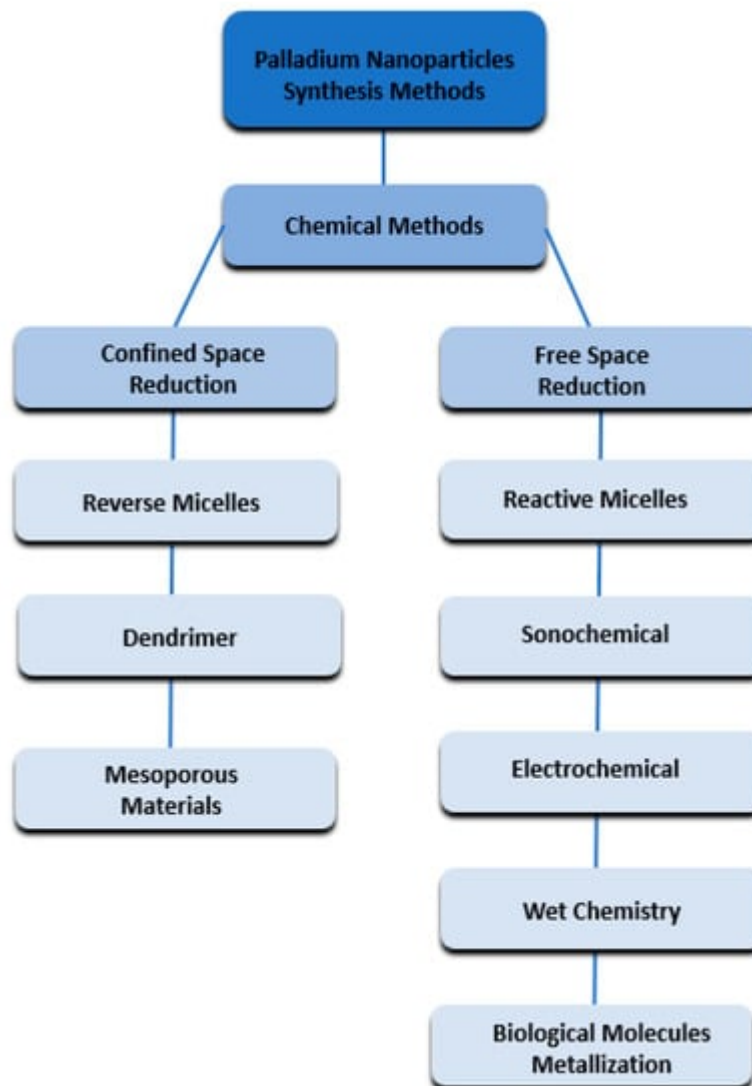 Palladium Nanoparticles
Synthesis Methods
Chemical Methods
Confined Space
Reduction
Free Space
Reduction
Reverse Micelles
Reactive Micelles
Dendrimer
Sonochemical
Mesoporous
Materials
Electrochemical
Wet Chemistry
Biological Molecules
Metallization